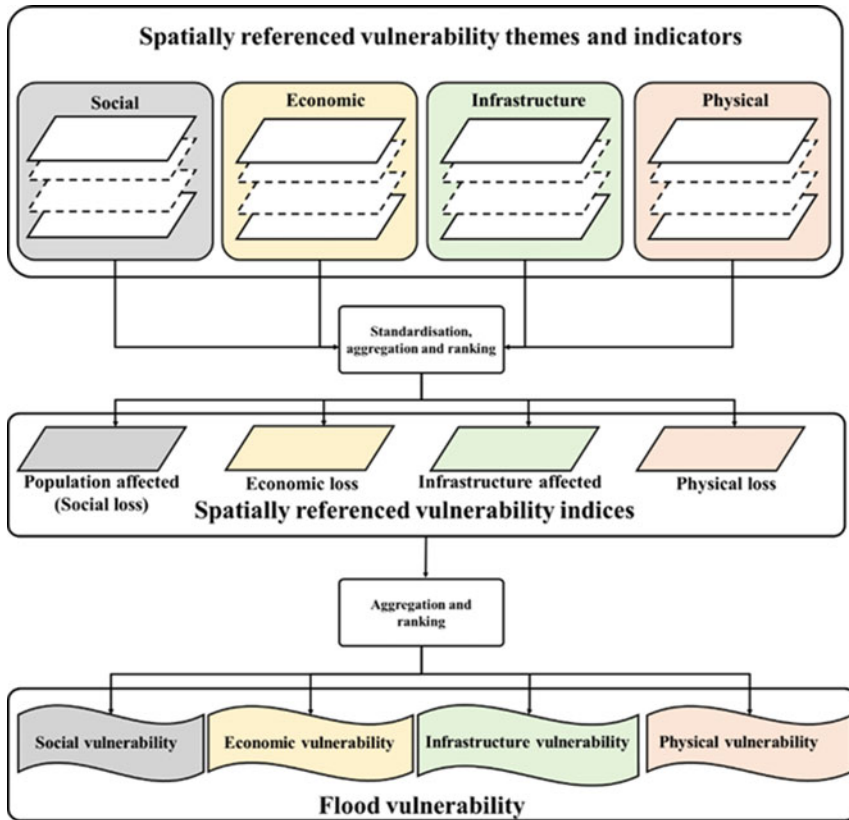 Spatially referenced vulnerability themes and indicators
Social
Economic
Infrastructure
Physical
Standardisation,
aggregation and ranking
Population affected
(Social loss)
Economic loss
Infrastructure affected
Physical loss
Spatially referenced vulnerability indices
Aggregation and
ranking
Social vulnerability
Economic vulnerability
Infrastructure vulnerability
Physical vulnerability
Flood vulnerability